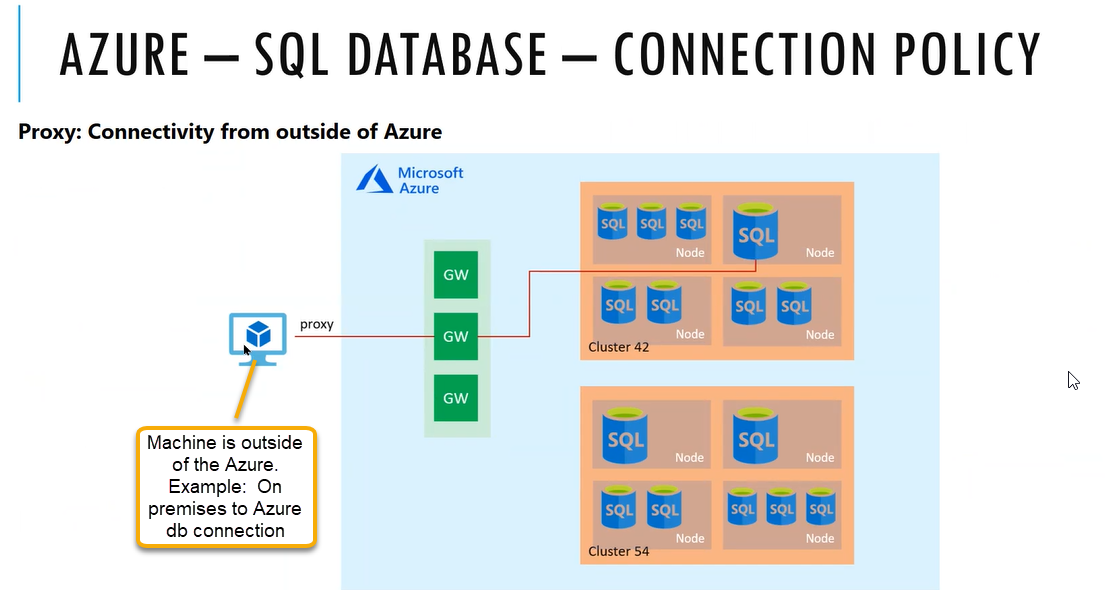 AZURE – SQL DATABASE – CONNECTION POLICY
Proxy: Connectivity from outside of Azure
Microsoft
Azure
SQL SQL SQL
Node
SQL
Node
SQL SQL
Node
SQL SQL
Node
Cluster 42
GW
GW
GW
proxy
Machine is outside
of the Azure.
Example: On
premises to Azure
db connection
SQL
Node
SQL
Node
SQL SQL
Node
SQL SQL SQL
Node
Cluster 54